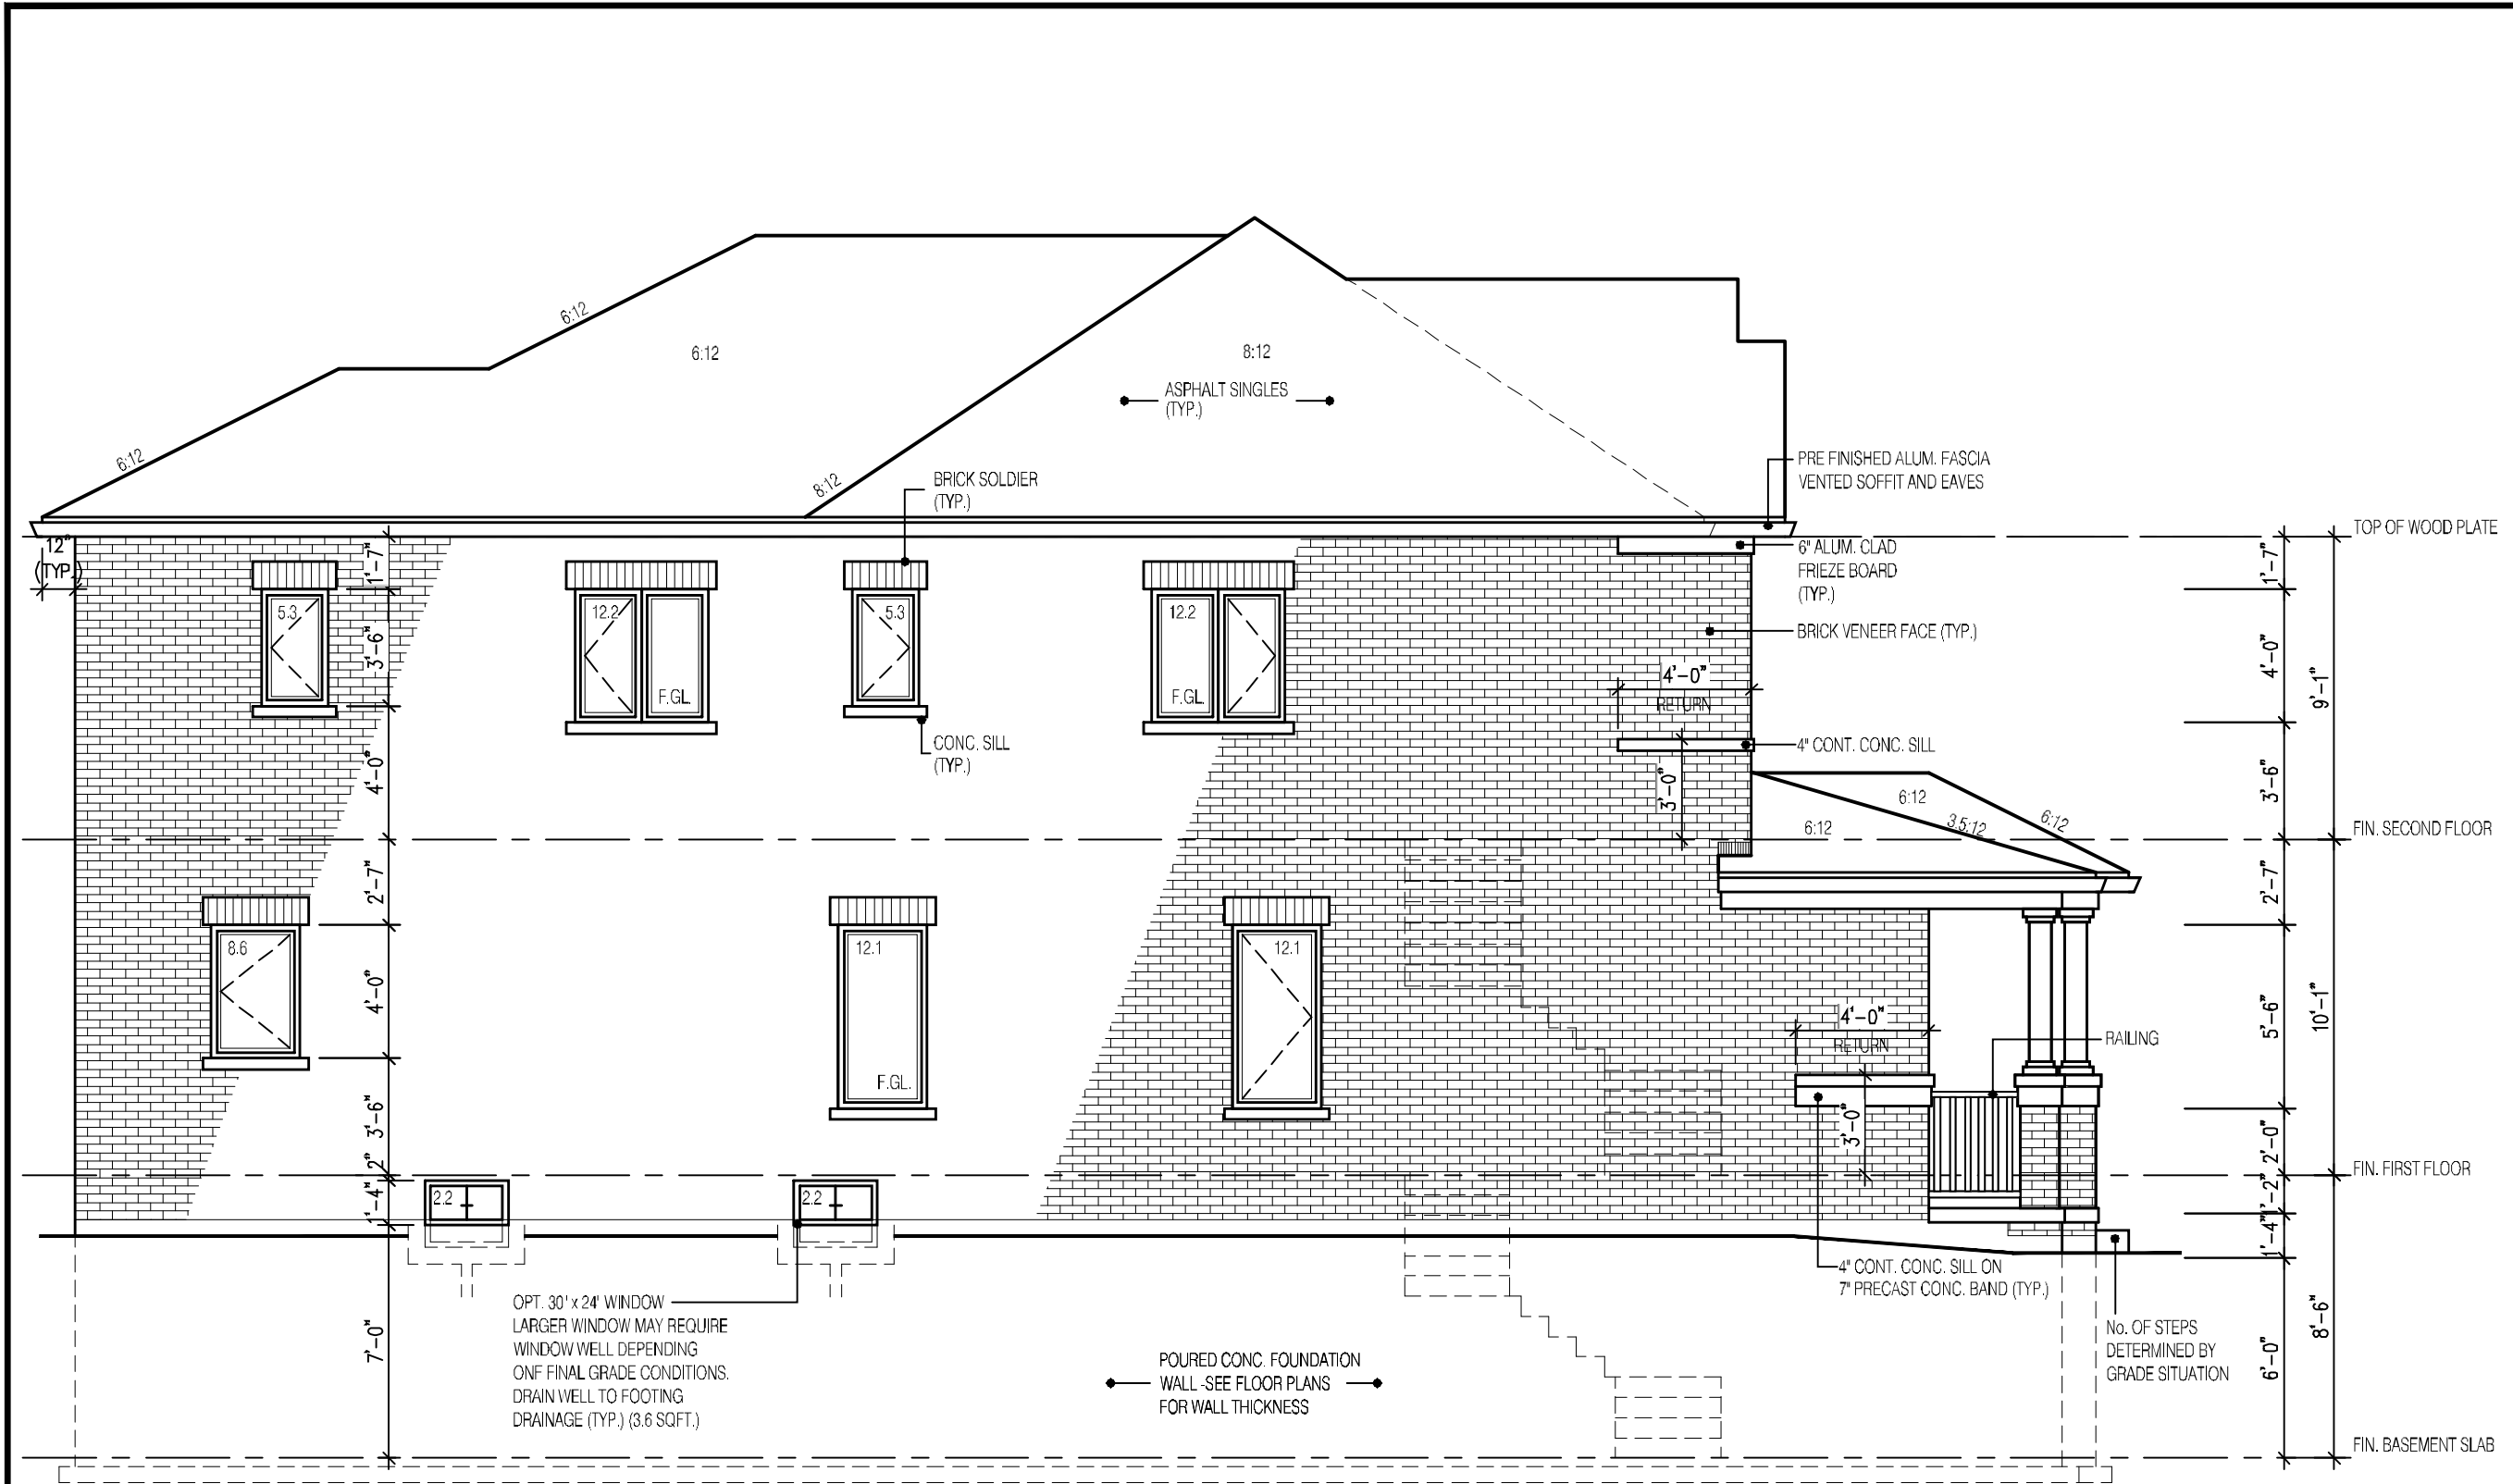 6:12
6:12
8:12
ASPHALT SINGLES
(TYP.)
6:12
8:12
BRICK SOLDIER
(TYP.)
PRE FINISHED ALUM. FASCIA
VENTED SOFFIT AND EAVES
TOP OF WOOD PLATE
12"
(TYP.)
1'-7"
6" ALUM. CLAD
FRIEZE BOARD
(TYP.)
1'-7"
5.3
12.2
5.3
12.2
BRICK VENEER FACE (TYP.)
3'-6"
4'-0"
9'-1"
F.GL.
F.GL.
4'-0"
RETURN
CONC. SILL
(TYP.)
4" CONT. CONC. SILL
4'-0"
3'-0"
3'-6"
6:12
6:12
3.5:12
6:12
FIN. SECOND FLOOR
2'-7"
2'-7"
8.6
12.1
12.1
4'-0"
5'-6"
10'-1"
4'-0"
RETURN
RAILING
F.GL.
3'-6"
3'-0"
2'-0"
2"
FIN. FIRST FLOOR
1'-4"
2.2
2.2
1'-2"
1'-4"
4" CONT. CONC. SILL ON
7" PRECAST CONC. BAND (TYP.)
OPT. 30' x 24' WINDOW
LARGER WINDOW MAY REQUIRE
WINDOW WELL DEPENDING
ONF FINAL GRADE CONDITIONS.
DRAIN WELL TO FOOTING
DRAINAGE (TYP.) (3.6 SQFT.)
7'-0"
POURED CONC. FOUNDATION
WALL -SEE FLOOR PLANS
FOR WALL THICKNESS
No. OF STEPS
DETERMINED BY
GRADE SITUATION
6'-0"
8'-6"
FIN. BASEMENT SLAB